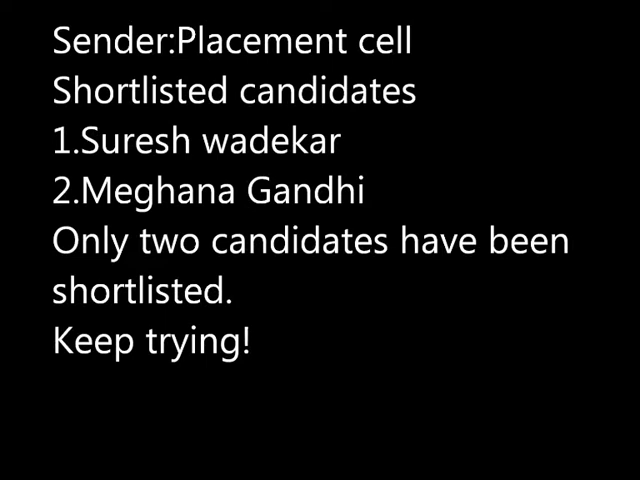 Sender:Placement cell
Shortlisted candidates
1.Suresh wadekar
2.Meghana Gandhi
Only two candidates have been
shortlisted.
Keep trying!